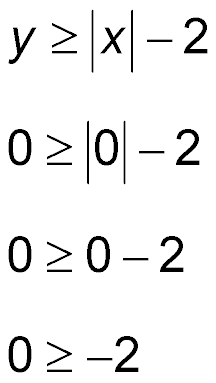 y ≥ |x| – 2
0 ≥ |0| – 2
0 ≥ 0 – 2
0 ≥ –2